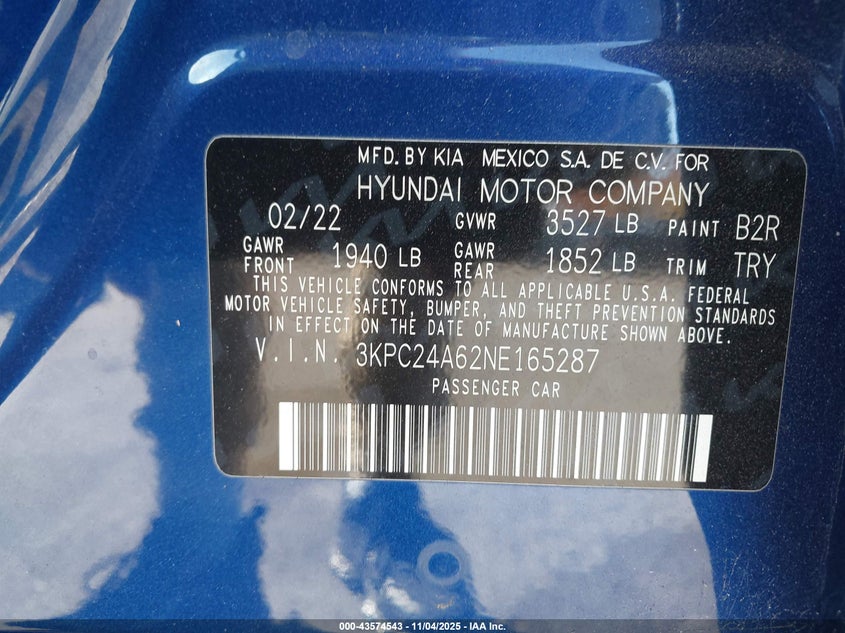 MFD. BY KIA MEXICO S.A. DE C.V. FOR
HYUNDAI MOTOR COMPANY
02/22 GVWR 3527 LB PAINT B2R
GAWR FRONT 1940 LB GAWR REAR 1852 LB TRIM TRY
THIS VEHICLE CONFORMS TO ALL APPLICABLE U.S.A. FEDERAL
MOTOR VEHICLE SAFETY, BUMPER, AND THEFT PREVENTION STANDARDS
IN EFFECT ON THE DATE OF MANUFACTURE SHOWN ABOVE.
V.I.N. 3KPC24A62NE165287
PASSENGER CAR
000-43574543 - 11/04/2025 - IAA Inc.